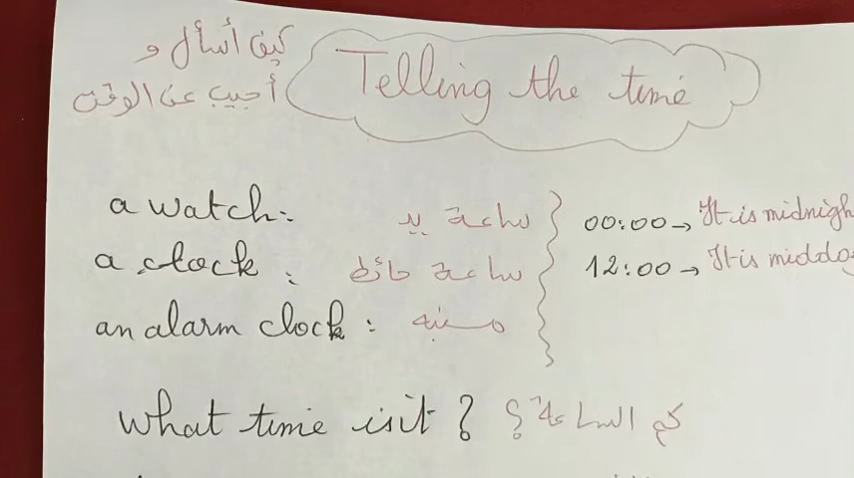 كيف أسأل و
أجيب عن الوقت
Telling the time
a watch: ساعة يد
a clock : ساعة حائط
an alarm clock : منبه
00:00 → It is midnigh
12:00 → It is midda
what time is it ? كم الساعة؟